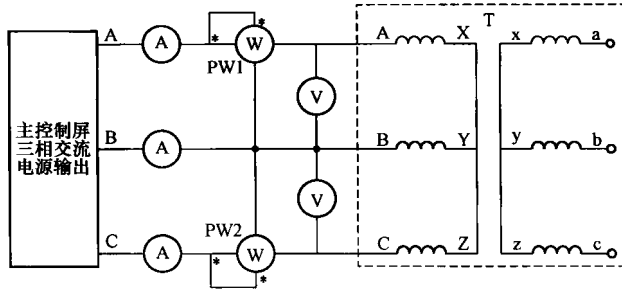 A A * * W A X T x a
PW1
V
主控制屏
三相交流
电源输出
B A B Y y b
V
PW2
C A * W * C Z z c